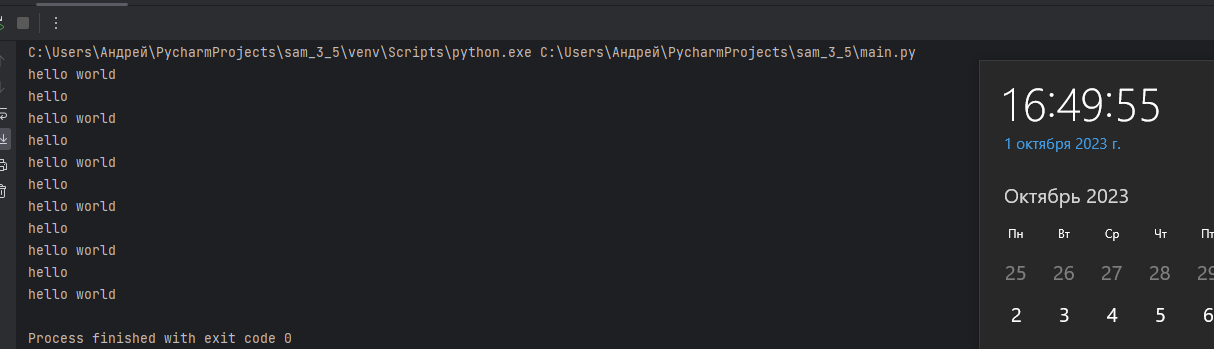 C:\Users\Андрей\PycharmProjects\sam_3_5\venv\Scripts\python.exe C:\Users\Андрей\PycharmProjects\sam_3_5\main.py
hello world
hello
hello world
hello
hello world
hello
hello world
hello
hello world
hello
hello world
Process finished with exit code 0
16:49:55
1 октября 2023 г.
Октябрь 2023
Пн Вт Ср Чт Пт
25 26 27 28 29
2 3 4 5 6